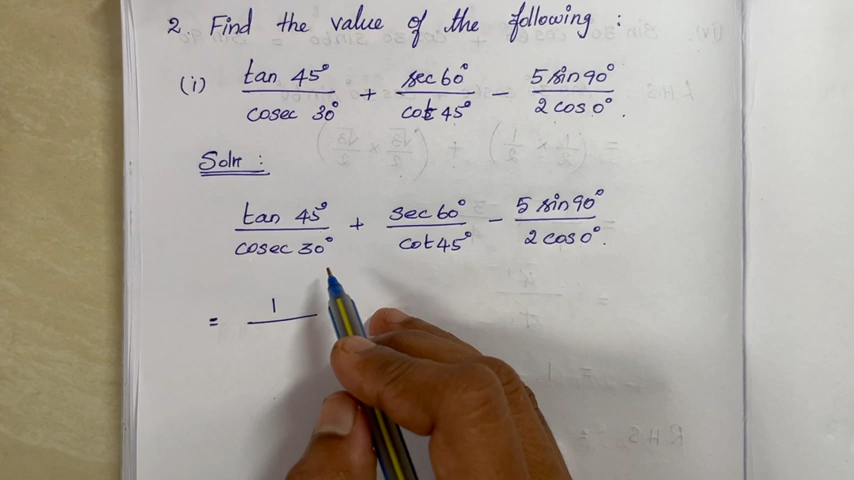 2. Find the value of the following :
(i) tan 45° / cosec 30° + sec 60° / cot 45° - 5 sin 90° / 2 cos 0° .
Soln :
tan 45° / cosec 30° + sec 60° / cot 45° - 5 sin 90° / 2 cos 0° .
= 1 /